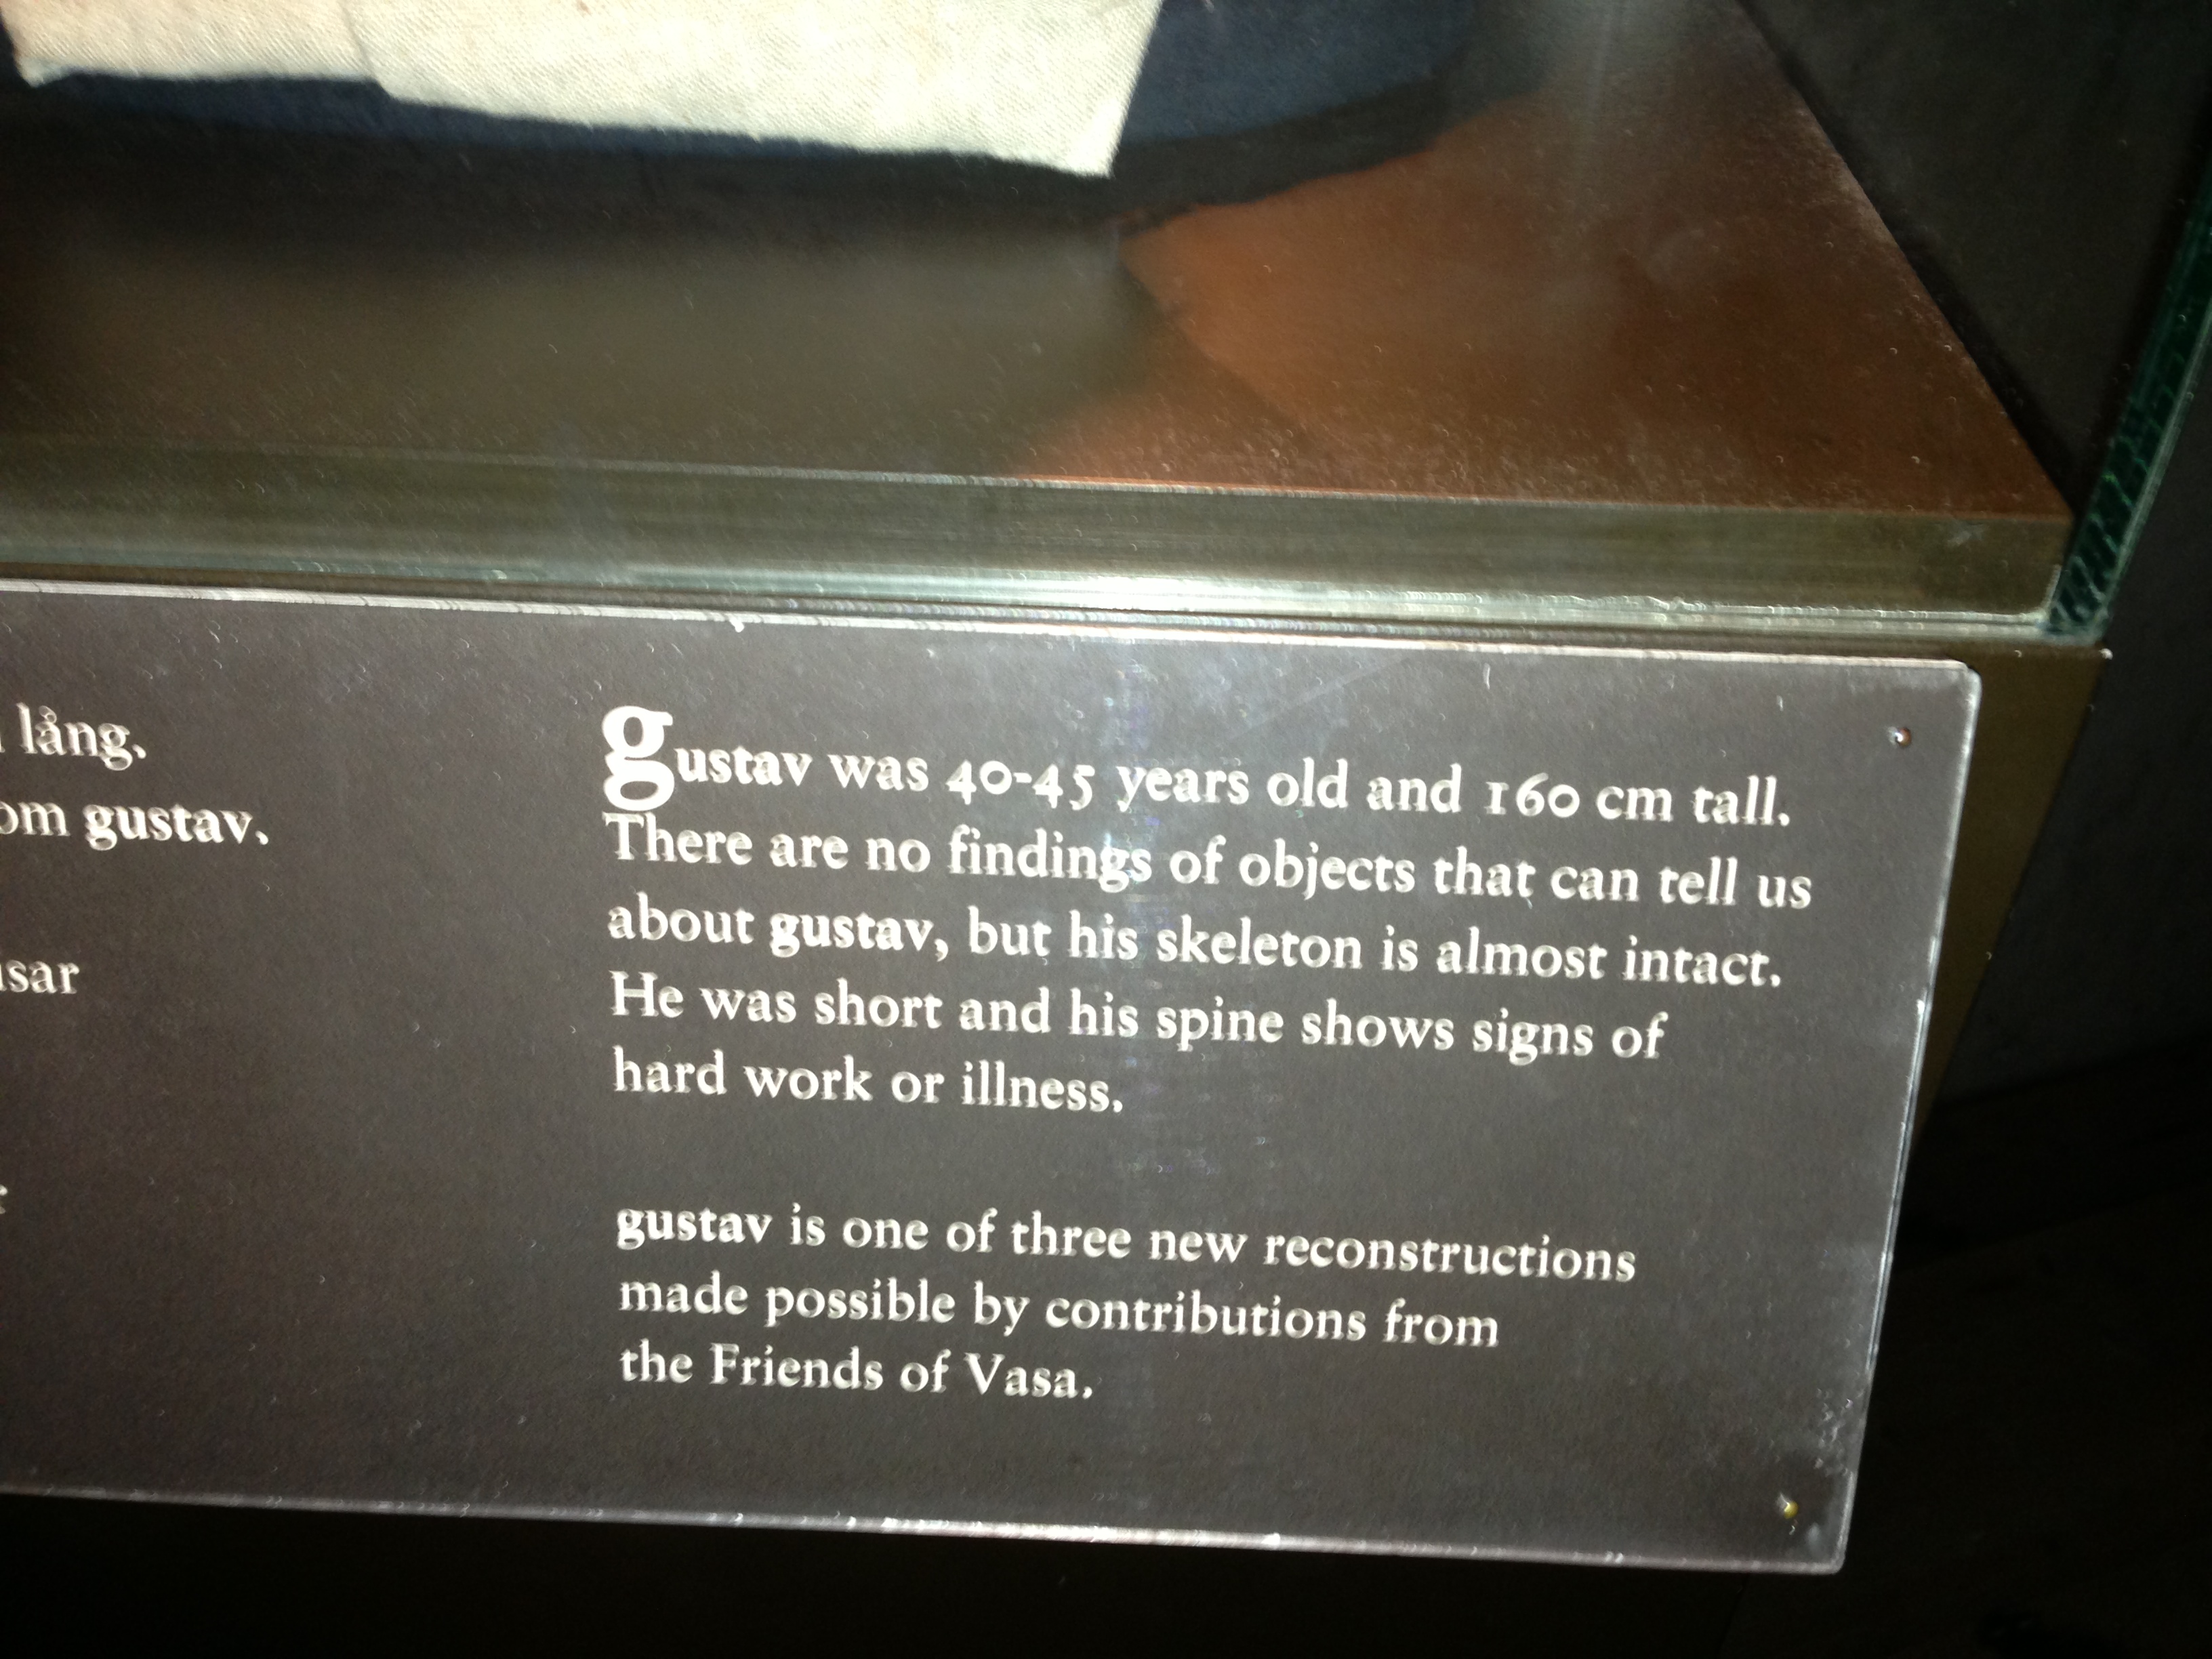 lång.
om gustav.
gustav was 40-45 years old and 160 cm tall.
There are no findings of objects that can tell us
about gustav, but his skeleton is almost intact.
He was short and his spine shows signs of
hard work or illness.
gustav is one of three new reconstructions
made possible by contributions from
the Friends of Vasa.